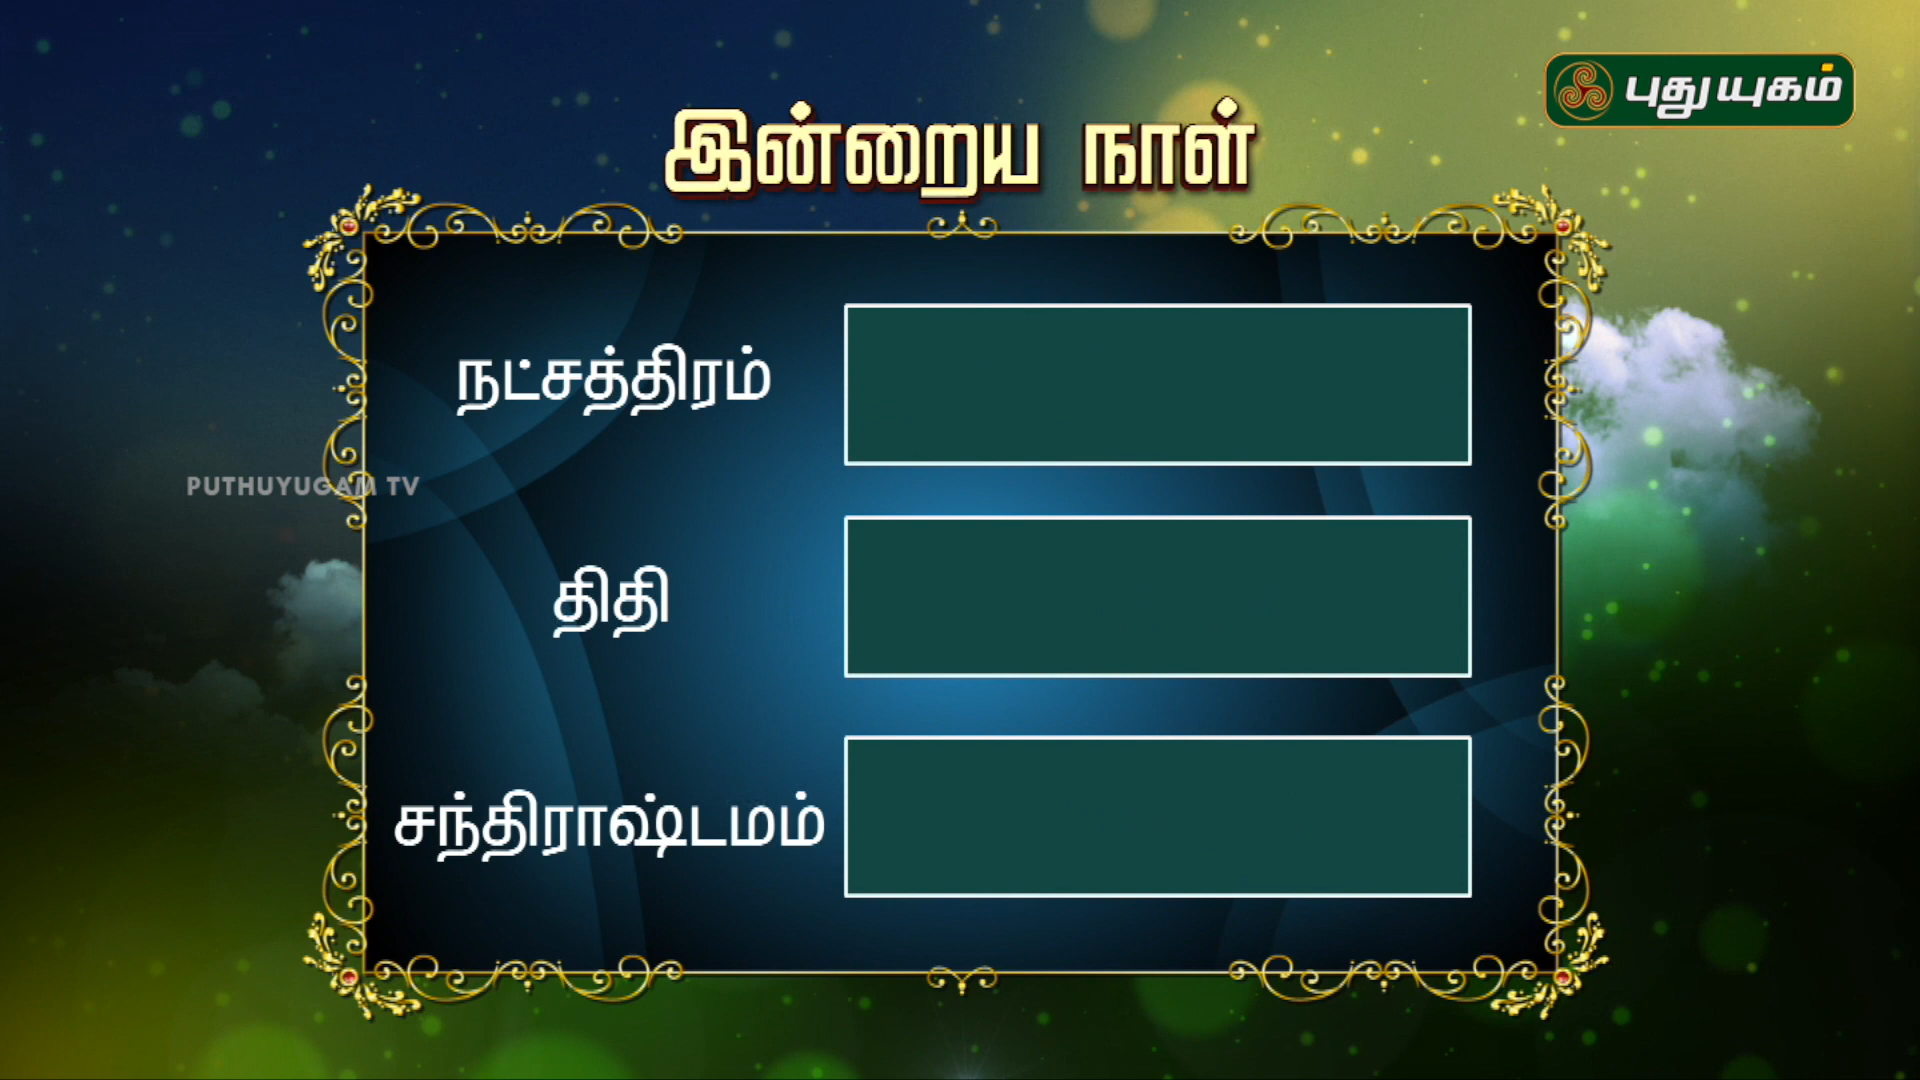 புதுயுகம்
இன்றைய நாள்
நட்சத்திரம்
PUTHUYUGAM TV
திதி
சந்திராஷ்டமம்